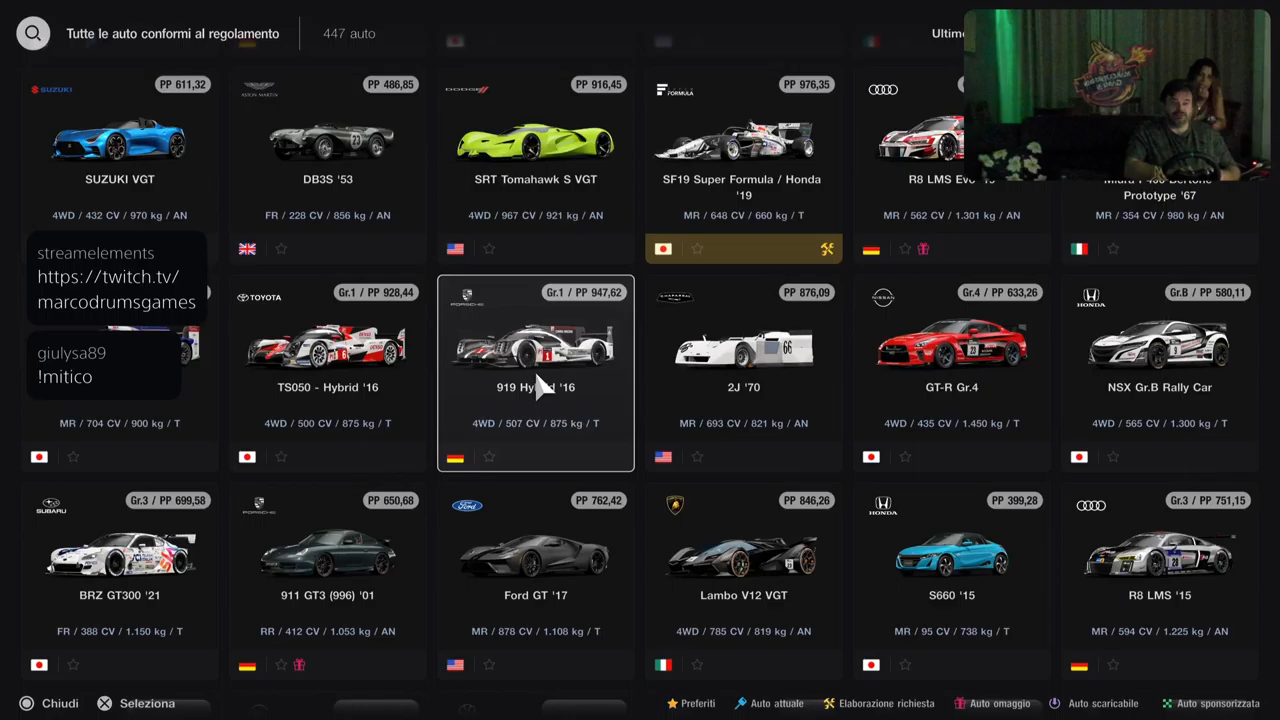 Tutte le auto conformi al regolamento
447 auto
SUZUKI
PP 611,32
SUZUKI VGT
4WD / 432 CV / 970 kg / AN
ASTON MARTIN
PP 486,85
DB3S '53
FR / 228 CV / 856 kg / AN
DODGE
PP 916,45
SRT Tomahawk S VGT
4WD / 967 CV / 921 kg / AN
FORMULA
PP 976,35
SF19 Super Formula / Honda
'19
MR / 648 CV / 660 kg / T
MR / 562 CV / 1.301 kg / AN
Prototype '67
MR / 354 CV / 980 kg / AN
streamelements
https://twitch.tv/
marcodrumsgames
giulysa89
!mitico
MR / 704 CV / 900 kg / T
TOYOTA
Gr.1 / PP 928,44
TS050 - Hybrid '16
4WD / 500 CV / 875 kg / T
PORSCHE
Gr.1 / PP 947,62
'16
4WD / 507 CV / 875 kg / T
PP 876,09
66
2J '70
MR / 693 CV / 821 kg / AN
NISSAN
Gr.4 / PP 633,26
23
GT-R Gr.4
4WD / 435 CV / 1.450 kg / T
HONDA
Gr.B / PP 580,11
NSX Gr.B Rally Car
4WD / 565 CV / 1.300 kg / T
SUBARU
Gr.3 / PP 699,58
BRZ GT300 '21
FR / 388 CV / 1.150 kg / T
PORSCHE
PP 650,68
911 GT3 (996) '01
RR / 412 CV / 1.053 kg / AN
Ford
PP 762,42
Ford GT '17
MR / 878 CV / 1.108 kg / T
PP 846,26
Lambo V12 VGT
4WD / 785 CV / 819 kg / AN
HONDA
PP 399,28
S660 '15
MR / 95 CV / 738 kg / T
Gr.3 / PP 751,15
R8 LMS '15
MR / 594 CV / 1.225 kg / AN
Chiudi
Seleziona
Preferiti
Auto attuale
Elaborazione richiesta
Auto omaggio
Auto scaricabile
Auto sponsorizzata